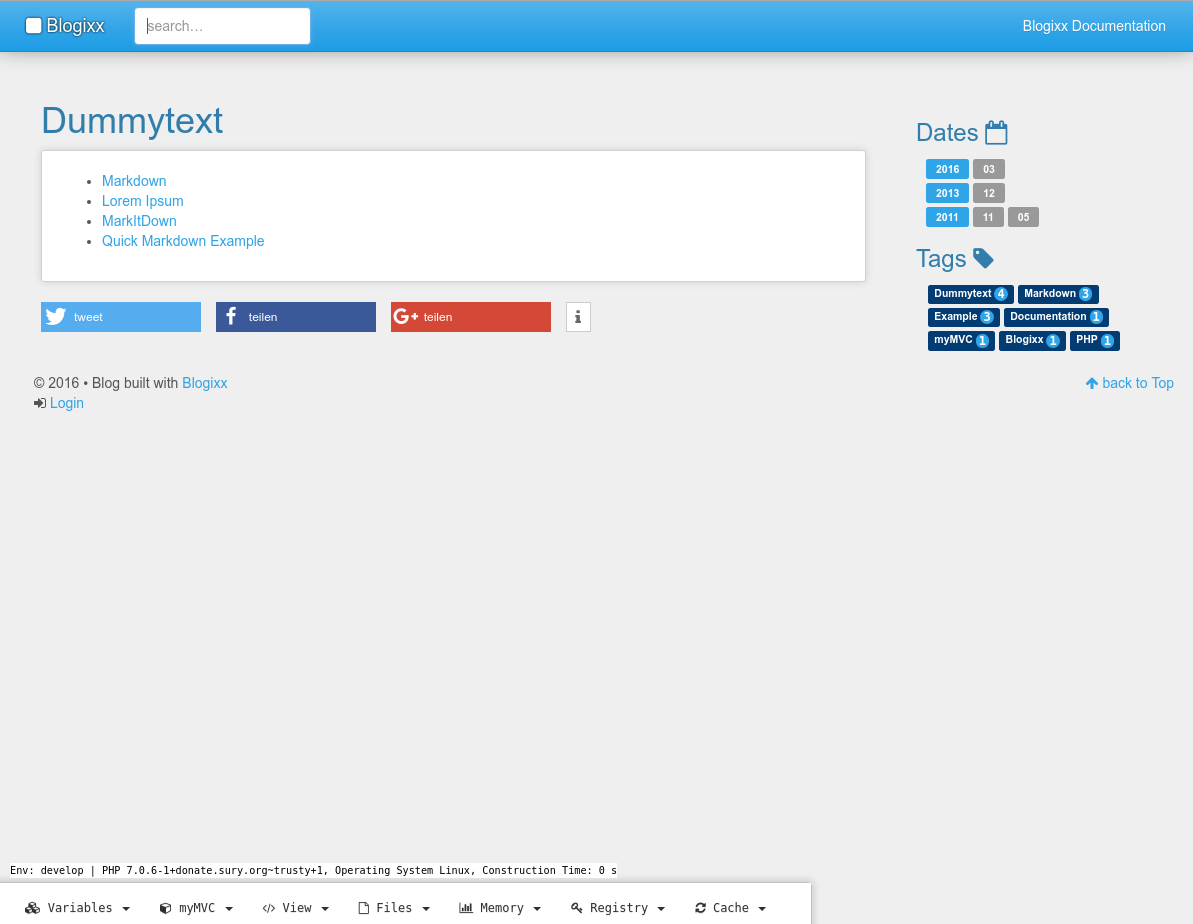 Blogixx search... Blogixx Documentation
Dummytext
Markdown
Lorem Ipsum
MarkItDown
Quick Markdown Example
tweet teilen teilen
Dates
2016 03
2013 12
2011 11 05
Tags
Dummytext 4 Markdown 3
Example 3 Documentation 1
myMVC 1 Blogixx 1 PHP 1
© 2016 • Blog built with Blogixx
Login
back to Top
Env: develop | PHP 7.0.6-1+donate.sury.org~trusty+1, Operating System Linux, Construction Time: 0 s
Variables myMVC View Files Memory Registry Cache